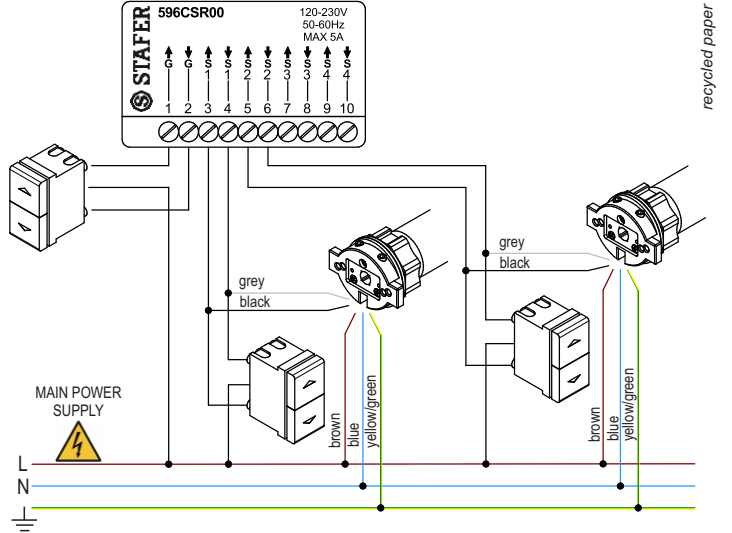 596CSR00
120-230V
50-60Hz
MAX 5A
STAFER
G G S S S S S S S S
1 1 2 2 3 3 4 4
1 2 3 4 5 6 7 8 9 10
recycled paper
grey
black
grey
black
MAIN POWER
SUPPLY
brown
blue
yellow/green
brown
blue
yellow/green
L
N